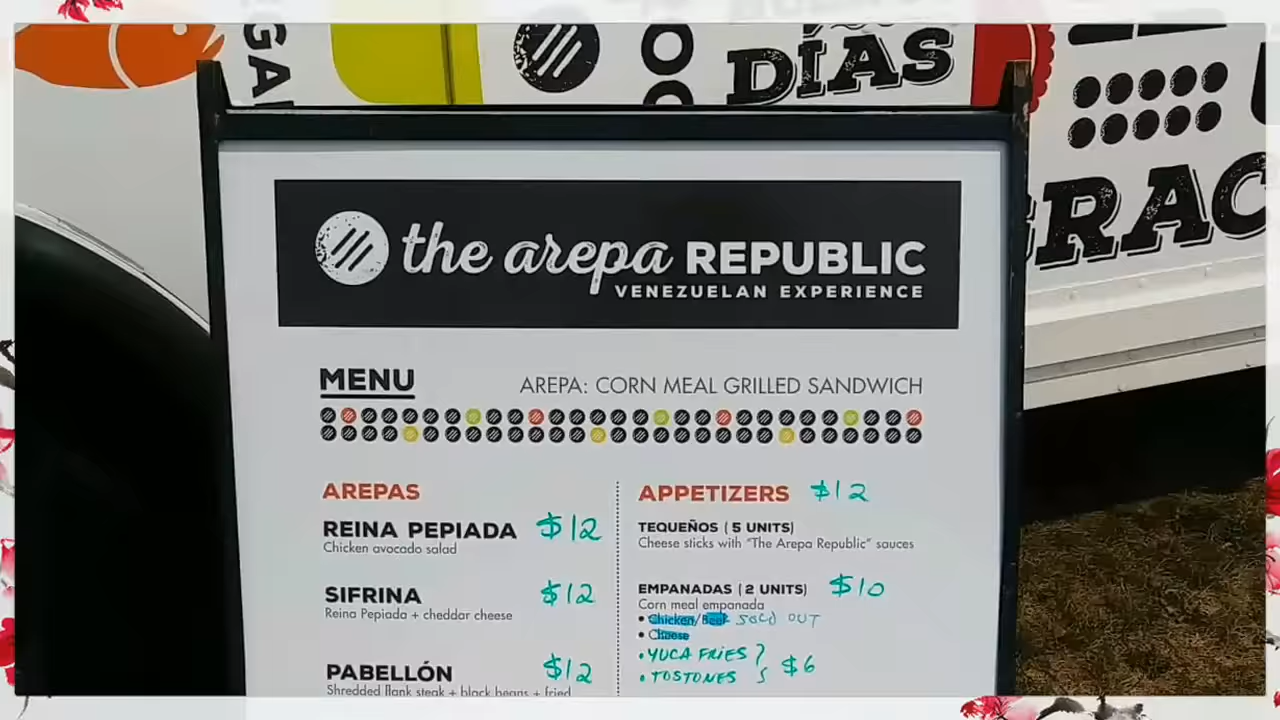 GA
DÍAS
GRAC
the arepa REPUBLIC
VENEZUELAN EXPERIENCE
MENU
AREPA: CORN MEAL GRILLED SANDWICH
AREPAS
REINA PEPIADA $12
Chicken avocado salad
SIFRINA $12
Reina Pepiada + cheddar cheese
PABELLÓN $12
Shredded flank steak + black beans + fried
APPETIZERS $12
TEQUEÑOS (5 UNITS)
Cheese sticks with "The Arepa Republic" sauces
EMPANADAS (2 UNITS) $10
Corn meal empanada
• Chicken/Beef SOLD OUT
• Cheese
• YUCA FRIES
• TOSTONES $6